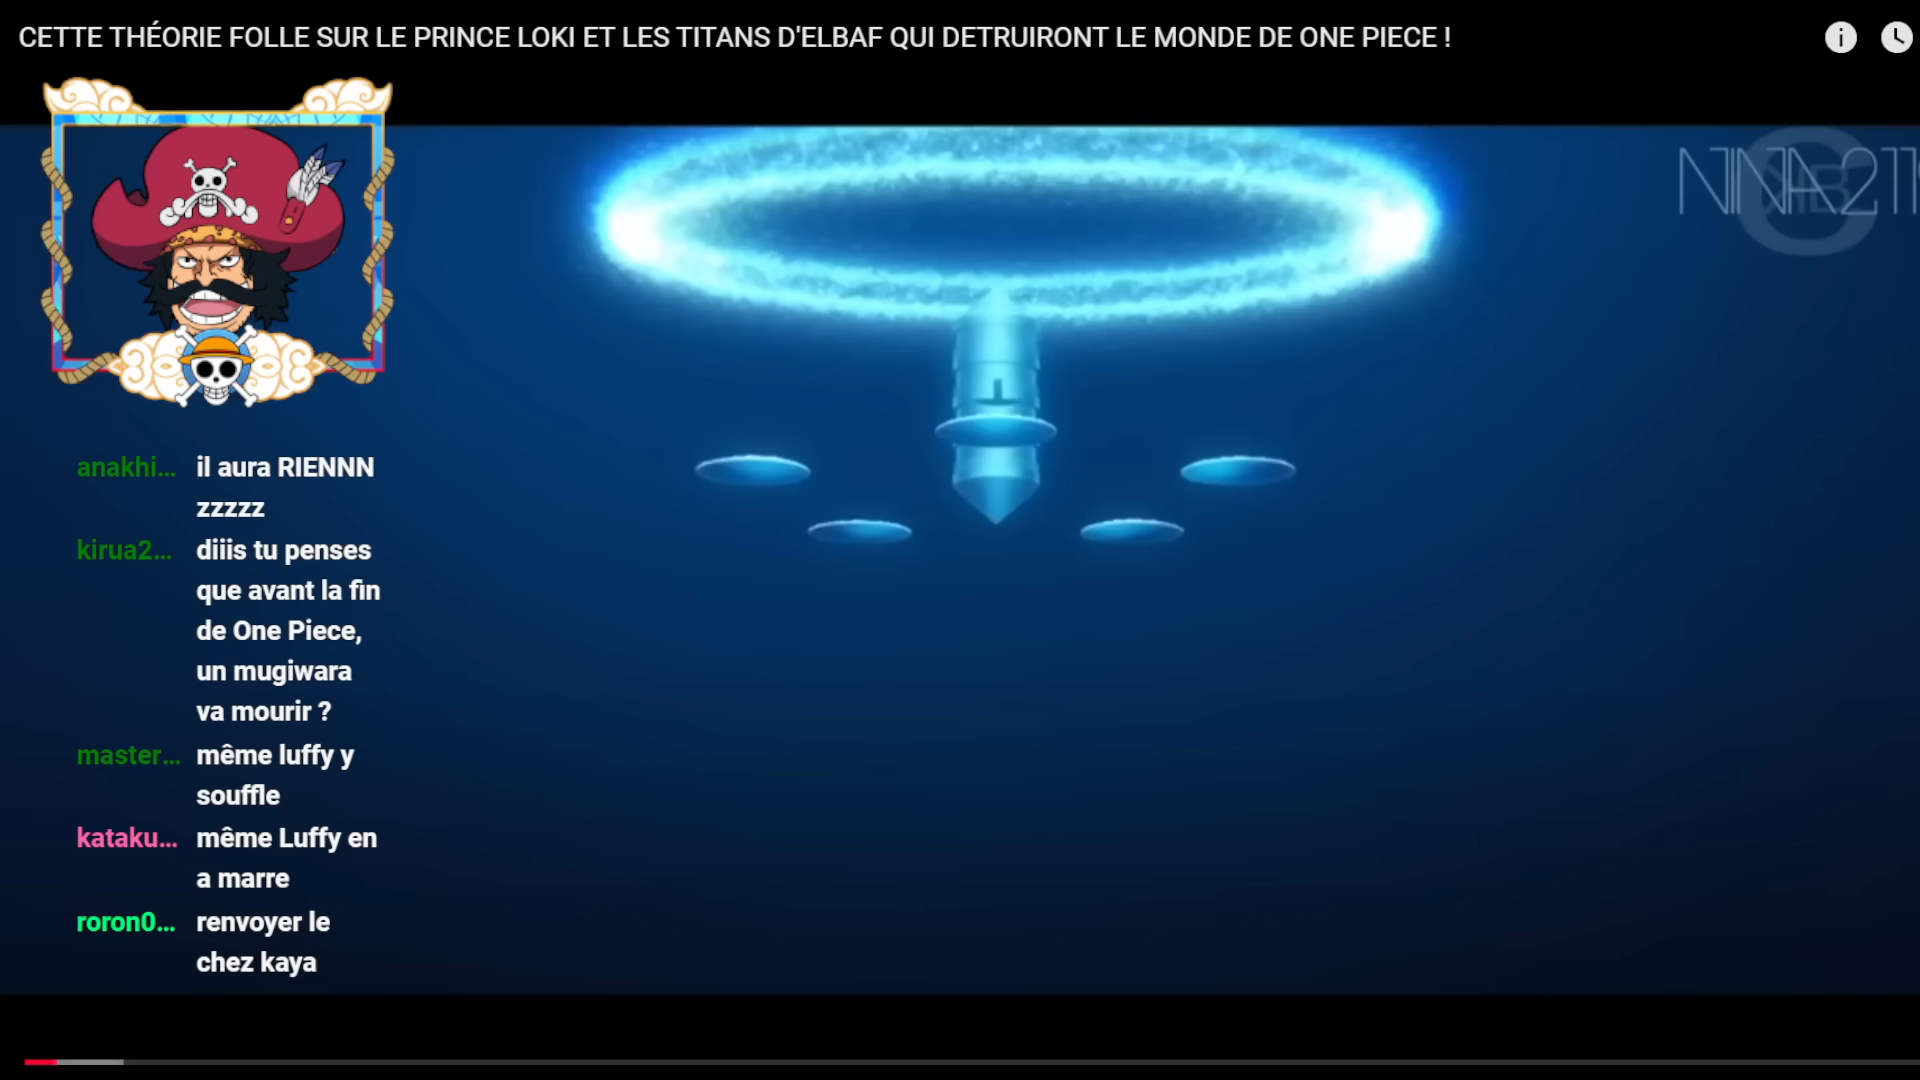 CETTE THÉORIE FOLLE SUR LE PRINCE LOKI ET LES TITANS D'ELBAF QUI DETRUIRONT LE MONDE DE ONE PIECE !
NINA211
anakhi... il aura RIENNN
zzzzz
kirua2... diiis tu penses
que avant la fin
de One Piece,
un mugiwara
va mourir ?
master... même luffy y
souffle
kataku... même Luffy en
a marre
roron0... renvoyer le
chez kaya